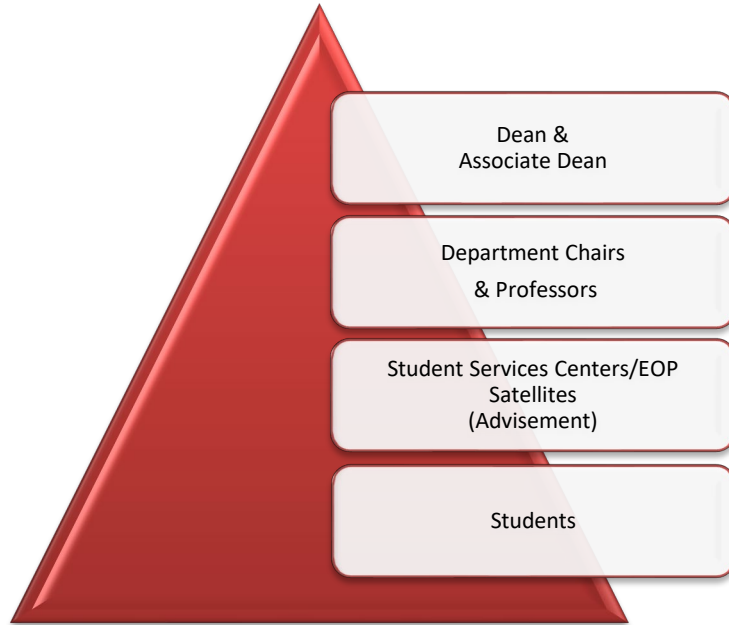 Dean &
Associate Dean
Department Chairs
& Professors
Student Services Centers/EOP
Satellites
(Advisement)
Students